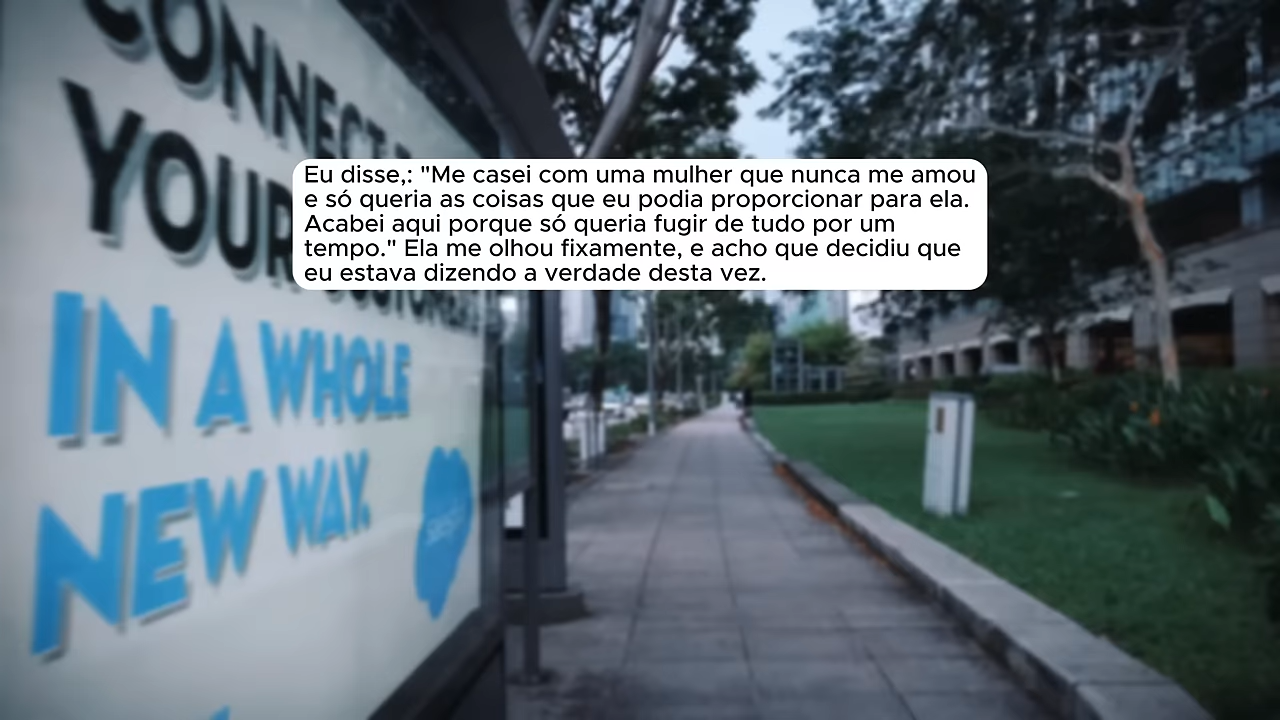 CONNECT
YOUR
IN A WHOLE
NEW WAY.
Eu disse,: "Me casei com uma mulher que nunca me amou
e só queria as coisas que eu podia proporcionar para ela.
Acabei aqui porque só queria fugir de tudo por um
tempo." Ela me olhou fixamente, e acho que decidiu que
eu estava dizendo a verdade desta vez.